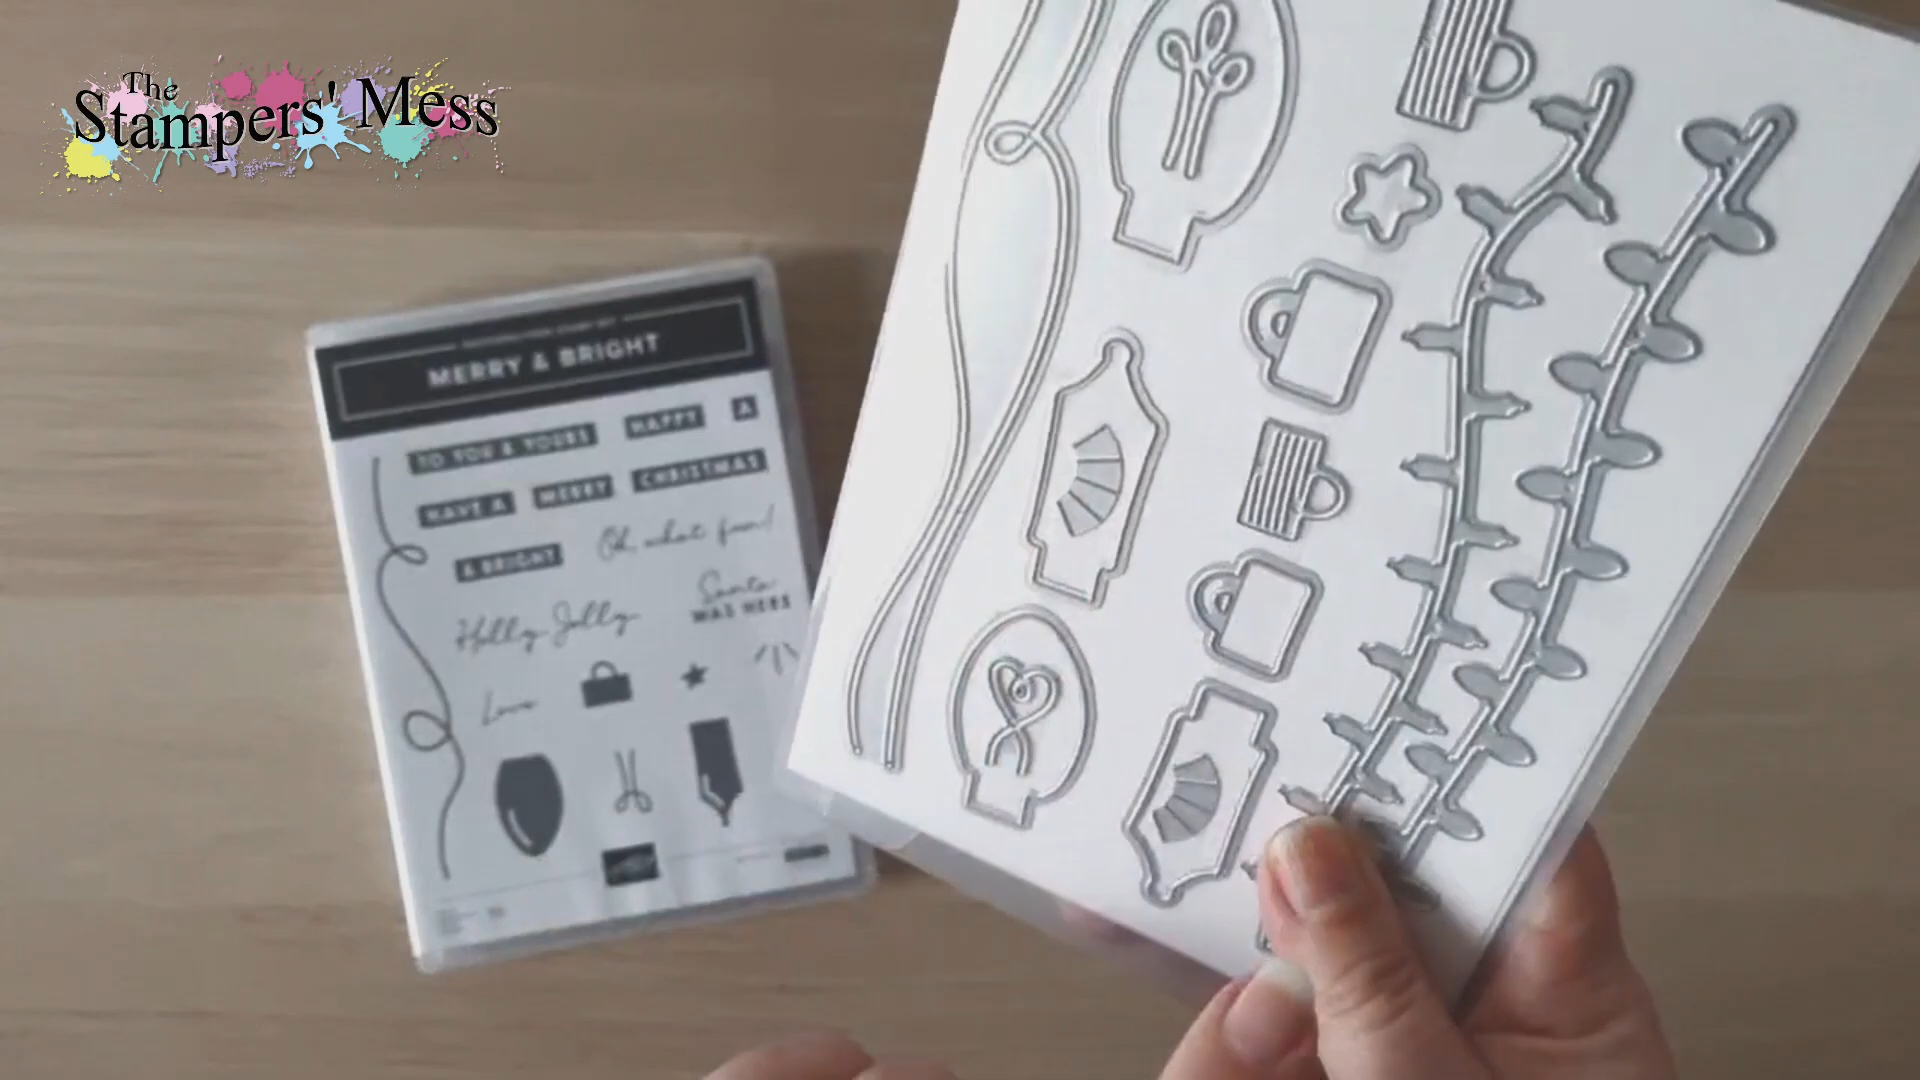 The
Stampers' Mess
MERRY & BRIGHT
TO YOU & YOURS HAPPY A
HAVE A MERRY CHRISTMAS
& BRIGHT Oh, what fun!
Holly Jolly Santa
WAS HERE
Love